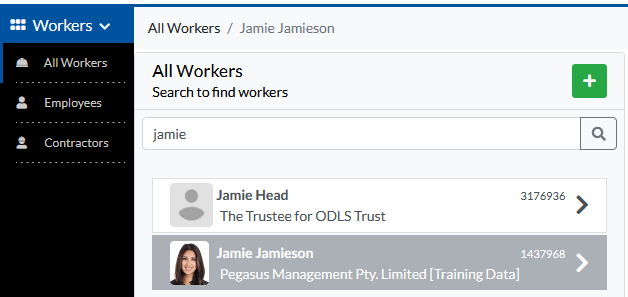 Workers
All Workers / Jamie Jamieson
All Workers
Employees
Contractors
All Workers
Search to find workers
jamie
Jamie Head 3176936
The Trustee for ODLS Trust
Jamie Jamieson 1437968
Pegasus Management Pty. Limited [Training Data]